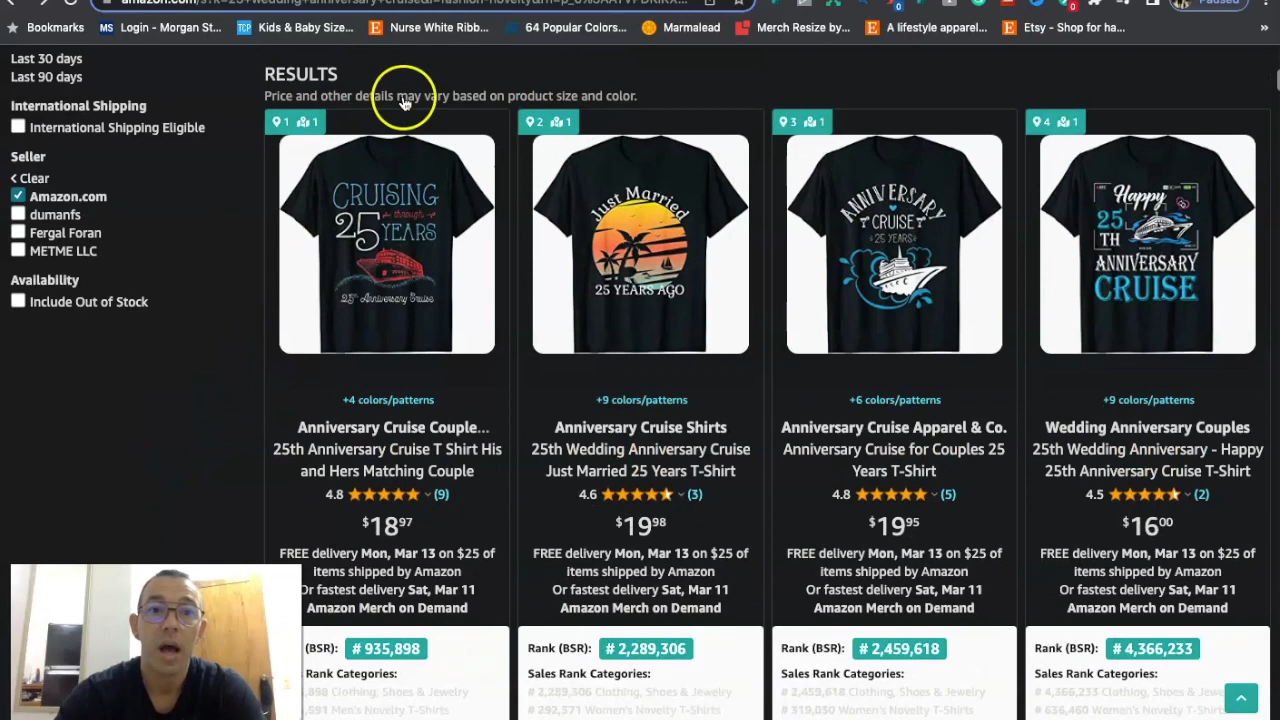 Paused
Bookmarks
Login - Morgan St...
Kids & Baby Size...
Nurse White Ribb...
64 Popular Colors...
Marmalead
Merch Resize by...
A lifestyle apparel...
Etsy - Shop for ha...
Last 30 days
Last 90 days
International Shipping
International Shipping Eligible
Seller
Clear
Amazon.com
dumanfs
Fergal Foran
METME LLC
Availability
Include Out of Stock
RESULTS
Price and other details may vary based on product size and color.
1 1
CRUISING
through
25 YEARS
25th Anniversary Cruise
+4 colors/patterns
Anniversary Cruise Couple...
25th Anniversary Cruise T Shirt His
and Hers Matching Couple
4.8 (9)
$18.97
FREE delivery Mon, Mar 13 on $25 of
items shipped by Amazon
Or fastest delivery Sat, Mar 11
Amazon Merch on Demand
(BSR): # 935,898
Rank Categories:
,898 Clothing, Shoes & Jewelry
,591 Men's Novelty T-Shirts
2 1
Just Married
25 YEARS AGO
+9 colors/patterns
Anniversary Cruise Shirts
25th Wedding Anniversary Cruise
Just Married 25 Years T-Shirt
4.6 (3)
$19.98
FREE delivery Mon, Mar 13 on $25 of
items shipped by Amazon
Or fastest delivery Sat, Mar 11
Amazon Merch on Demand
Rank (BSR): # 2,289,306
Sales Rank Categories:
# 2,289,306 Clothing, Shoes & Jewelry
# 292,571 Women's Novelty T-Shirts
3 1
ANNIVERSARY
CRUISE
25 YEARS
+6 colors/patterns
Anniversary Cruise Apparel & Co.
Anniversary Cruise for Couples 25
Years T-Shirt
4.8 (5)
$19.95
FREE delivery Mon, Mar 13 on $25 of
items shipped by Amazon
Or fastest delivery Sat, Mar 11
Amazon Merch on Demand
Rank (BSR): # 2,459,618
Sales Rank Categories:
# 2,459,618 Clothing, Shoes & Jewelry
# 319,050 Women's Novelty T-Shirts
4 1
Happy
25
TH
ANNIVERSARY
CRUISE
+9 colors/patterns
Wedding Anniversary Couples
25th Wedding Anniversary - Happy
25th Anniversary Cruise T-Shirt
4.5 (2)
$16.00
FREE delivery Mon, Mar 13 on $25 of
items shipped by Amazon
Or fastest delivery Sat, Mar 11
Amazon Merch on Demand
Rank (BSR): # 4,366,233
Sales Rank Categories:
# 4,366,233 Clothing, Shoes & Jewelry
# 636,460 Women's Novelty T-Shirts